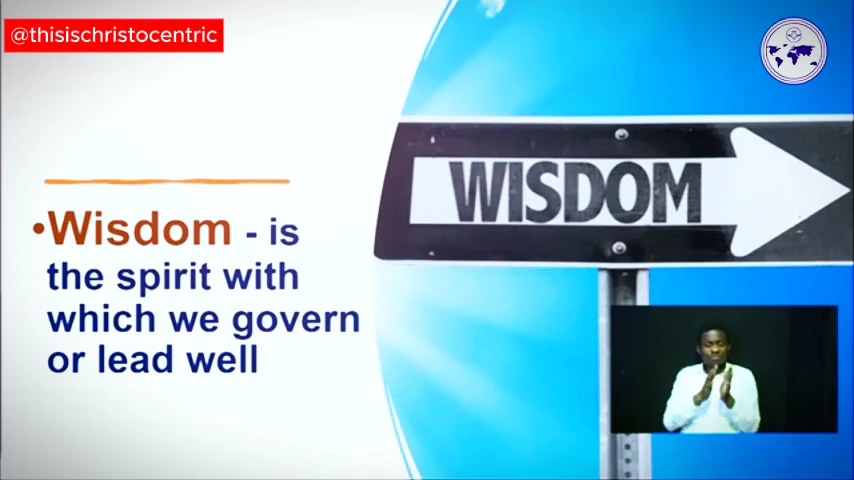 @thisischristocentric
WISDOM
•Wisdom - is
the spirit with
which we govern
or lead well